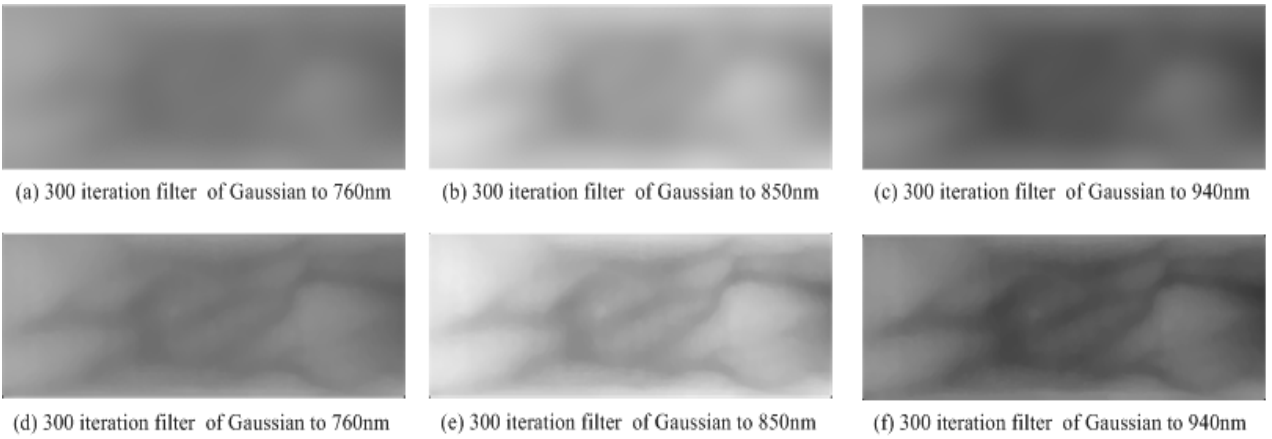 (a) 300 iteration filter of Gaussian to 760nm
(b) 300 iteration filter of Gaussian to 850nm
(c) 300 iteration filter of Gaussian to 940nm
(d) 300 iteration filter of Gaussian to 760nm
(e) 300 iteration filter of Gaussian to 850nm
(f) 300 iteration filter of Gaussian to 940nm